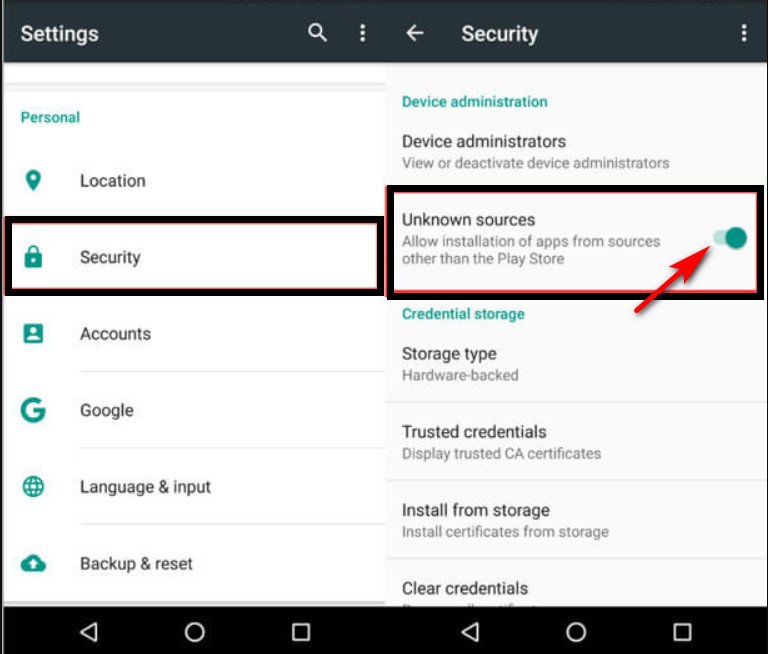 Settings
Personal
Location
Security
Accounts
Google
Language & input
Backup & reset
Security
Device administration
Device administrators
View or deactivate device administrators
Unknown sources
Allow installation of apps from sources
other than the Play Store
Credential storage
Storage type
Hardware-backed
Trusted credentials
Display trusted CA certificates
Install from storage
Install certificates from storage
Clear credentials